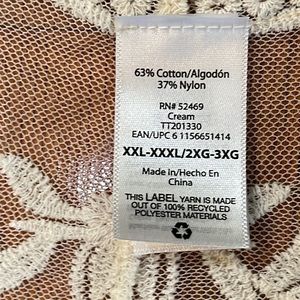 63% Cotton/Algodón
37% Nylon
RN# 52469
Cream
TT201330
EAN/UPC 6 1156651414
XXL-XXXL/2XG-3XG
Made in/Hecho En
China
This LABEL YARN IS MADE
OUT OF 100% RECYCLED
POLYESTER MATERIALS